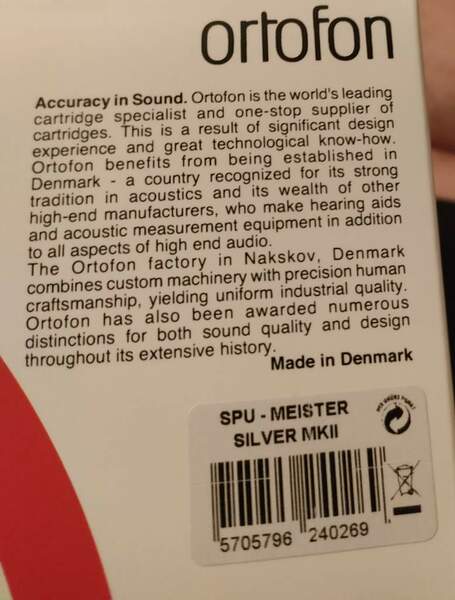 ortofon
Accuracy in Sound. Ortofon is the world's leading
cartridge specialist and one-stop supplier of
cartridges. This is a result of significant design
experience and great technological know-how.
Ortofon benefits from being established in
Denmark - a country recognized for its strong
tradition in acoustics and its wealth of other
high-end manufacturers, who make hearing aids
and acoustic measurement equipment in addition
to all aspects of high end audio.
The Ortofon factory in Nakskov, Denmark
combines custom machinery with precision human
craftsmanship, yielding uniform industrial quality.
Ortofon has also been awarded numerous
distinctions for both sound quality and design
throughout its extensive history.
Made in Denmark
SPU - MEISTER
SILVER MKII
5705796 240269